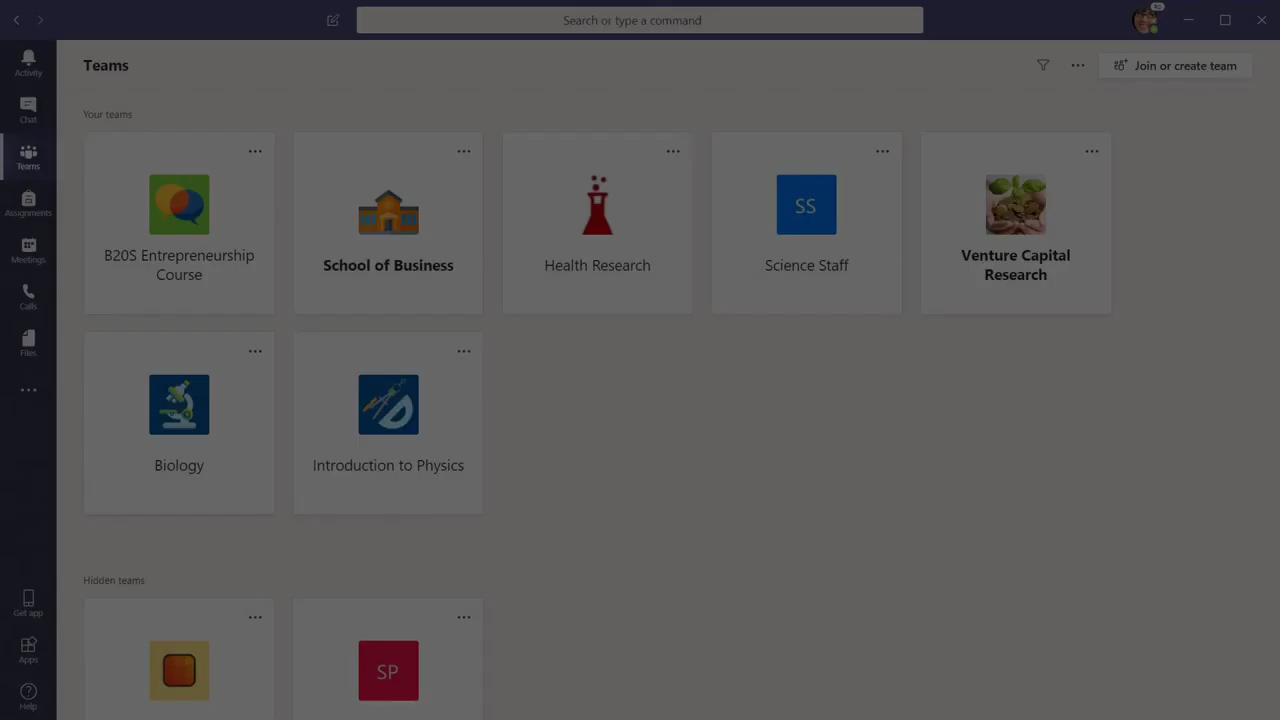 Search or type a command
Activity
Chat
Teams
Assignments
Meetings
Calls
Files
Get app
Apps
Help
Teams
Join or create team
Your teams
B20S Entrepreneurship
Course
School of Business
Health Research
SS
Science Staff
Venture Capital
Research
Biology
Introduction to Physics
Hidden teams
SP